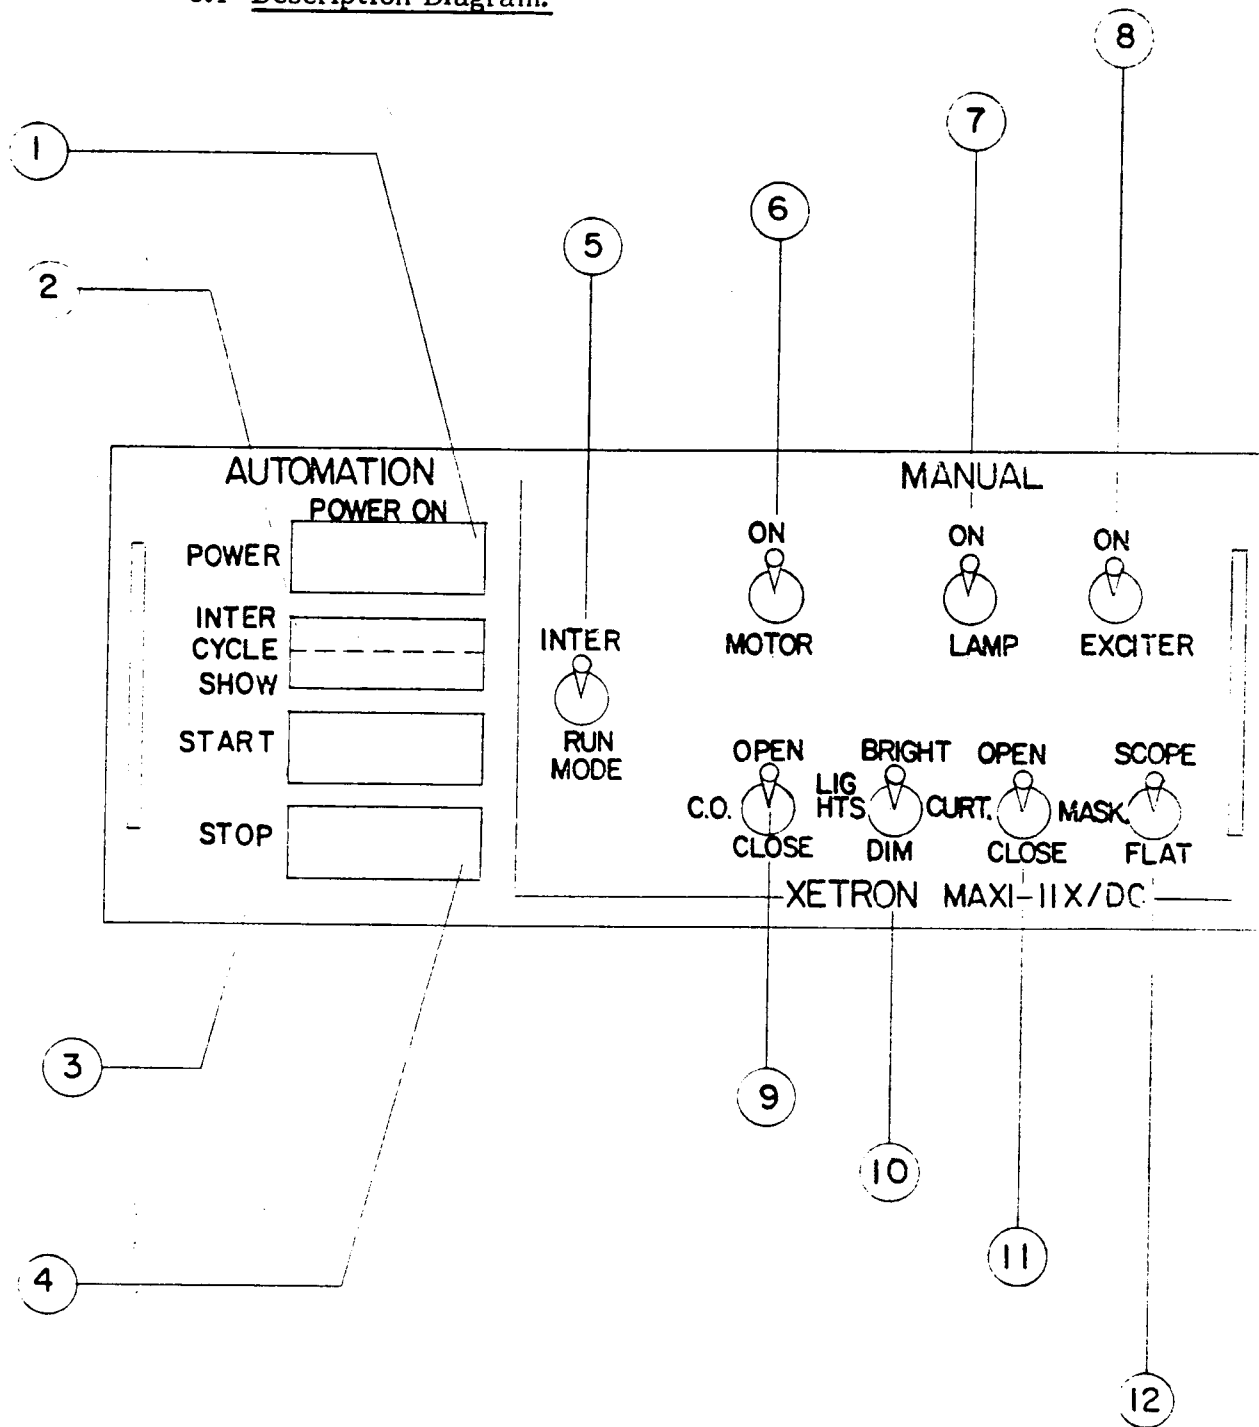 Description Diagram.
8
7
1
6
5
2
AUTOMATION
MANUAL
POWER ON
POWER
ON
ON
ON
INTER
CYCLE
SHOW
INTER
MOTOR
LAMP
EXCITER
START
RUN
MODE
OPEN
BRIGHT
OPEN
SCOPE
C.O.
LIG
HTS
CURT.
MASK.
STOP
CLOSE
DIM
CLOSE
FLAT
XETRON MAXI-11X/DC
3
9
10
11
4
12